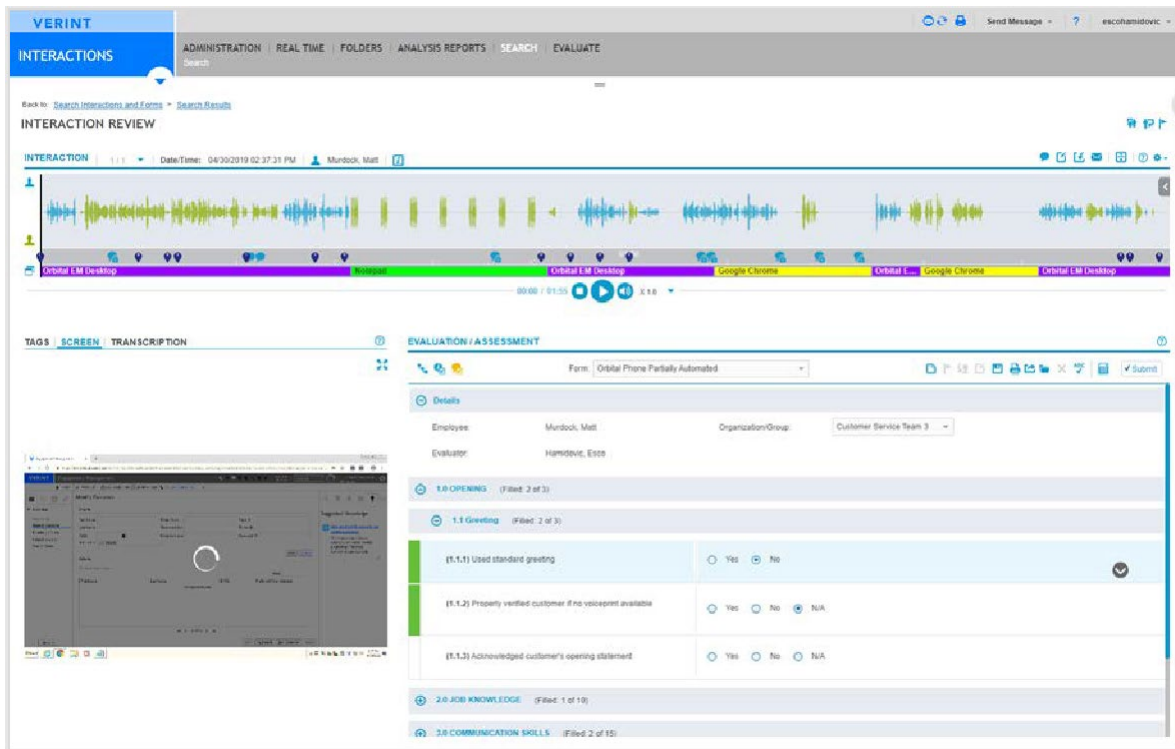 VERINT
Send Message
?
escohamidovic
INTERACTIONS
ADMINISTRATION REAL TIME FOLDERS ANALYSIS REPORTS SEARCH EVALUATE
Search
Back to: Search Interactions and Forms > Search Results
INTERACTION REVIEW
INTERACTION 1 / 1 Date/Time: 04/30/2019 02:37:31 PM Murdock, Matt
Orbital EM Desktop Notepad Orbital EM Desktop Google Chrome Orbital E... Google Chrome Orbital EM Desktop
00:00 / 01:55 X 1.0
TAGS SCREEN TRANSCRIPTION
EVALUATION / ASSESSMENT
Form: Orbital Phone Partially Automated
Submit
Details
Employee: Murdock, Matt Organization/Group: Customer Service Team 3
Evaluator: Hamidovic, Esco
1.0 OPENING (Filled: 2 of 3)
1.1 Greeting (Filled: 2 of 3)
(1.1.1) Used standard greeting Yes No
(1.1.2) Properly verified customer if no voiceprint available Yes No N/A
(1.1.3) Acknowledged customer's opening statement Yes No N/A
2.0 JOB KNOWLEDGE (Filled: 1 of 19)
3.0 COMMUNICATION SKILLS (Filled: 2 of 15)
VERINT